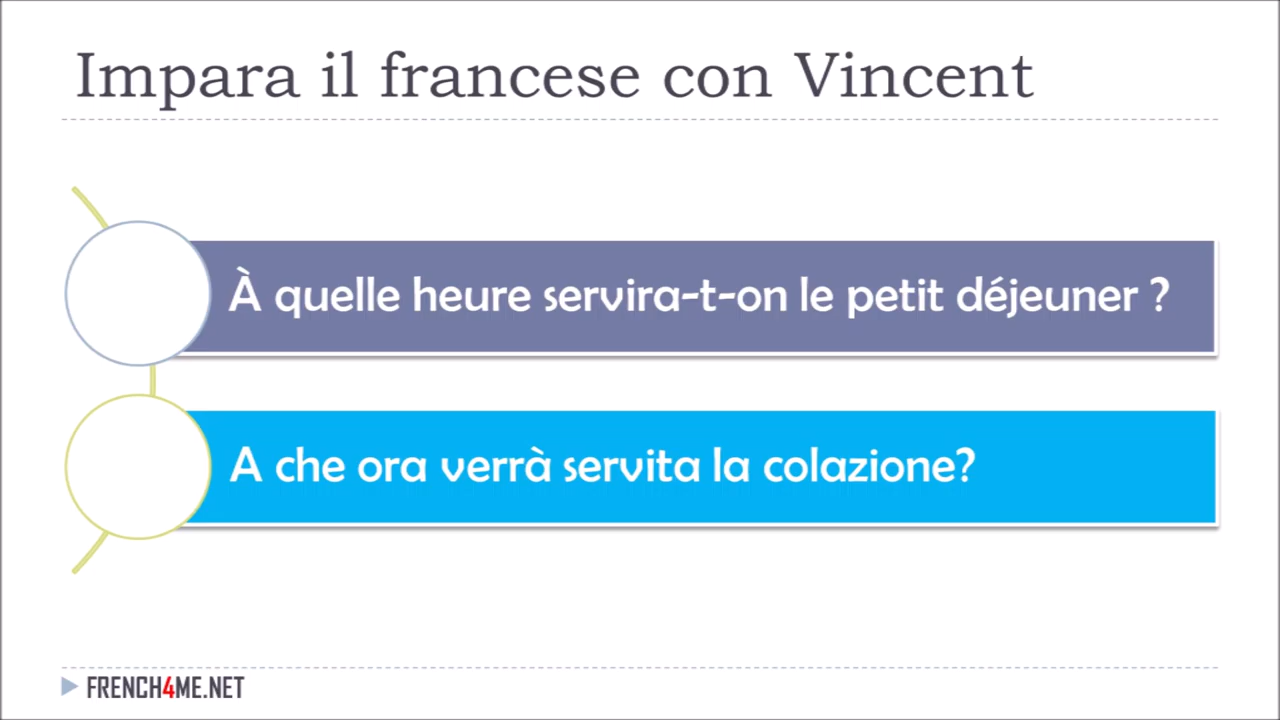 Impara il francese con Vincent
À quelle heure servira-t-on le petit déjeuner ?
A che ora verrà servita la colazione?
FRENCH4ME.NET